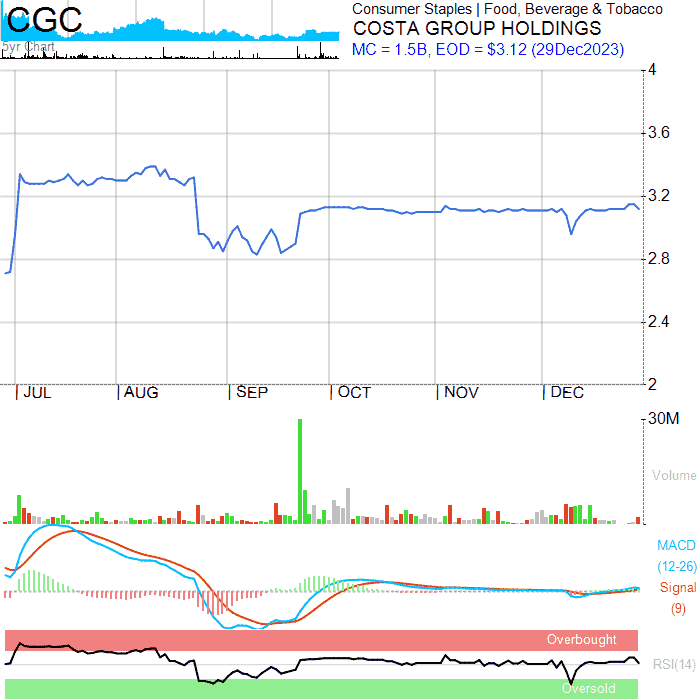 CGC
5yr Chart
Consumer Staples | Food, Beverage & Tobacco
COSTA GROUP HOLDINGS
MC = 1.5B, EOD = $3.12 (29Dec2023)
4
3.6
3.2
2.8
2.4
2
JUL
AUG
SEP
OCT
NOV
DEC
30M
Volume
MACD
(12-26)
Signal
(9)
Overbought
RSI(14)
Oversold